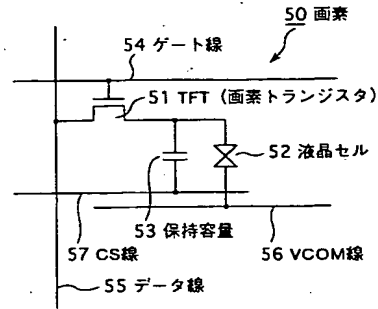 50 画素
54 ゲート線
51 TFT (画素トランジスタ)
52 液晶セル
53 保持容量
57 CS線
56 VCOM線
55 データ線